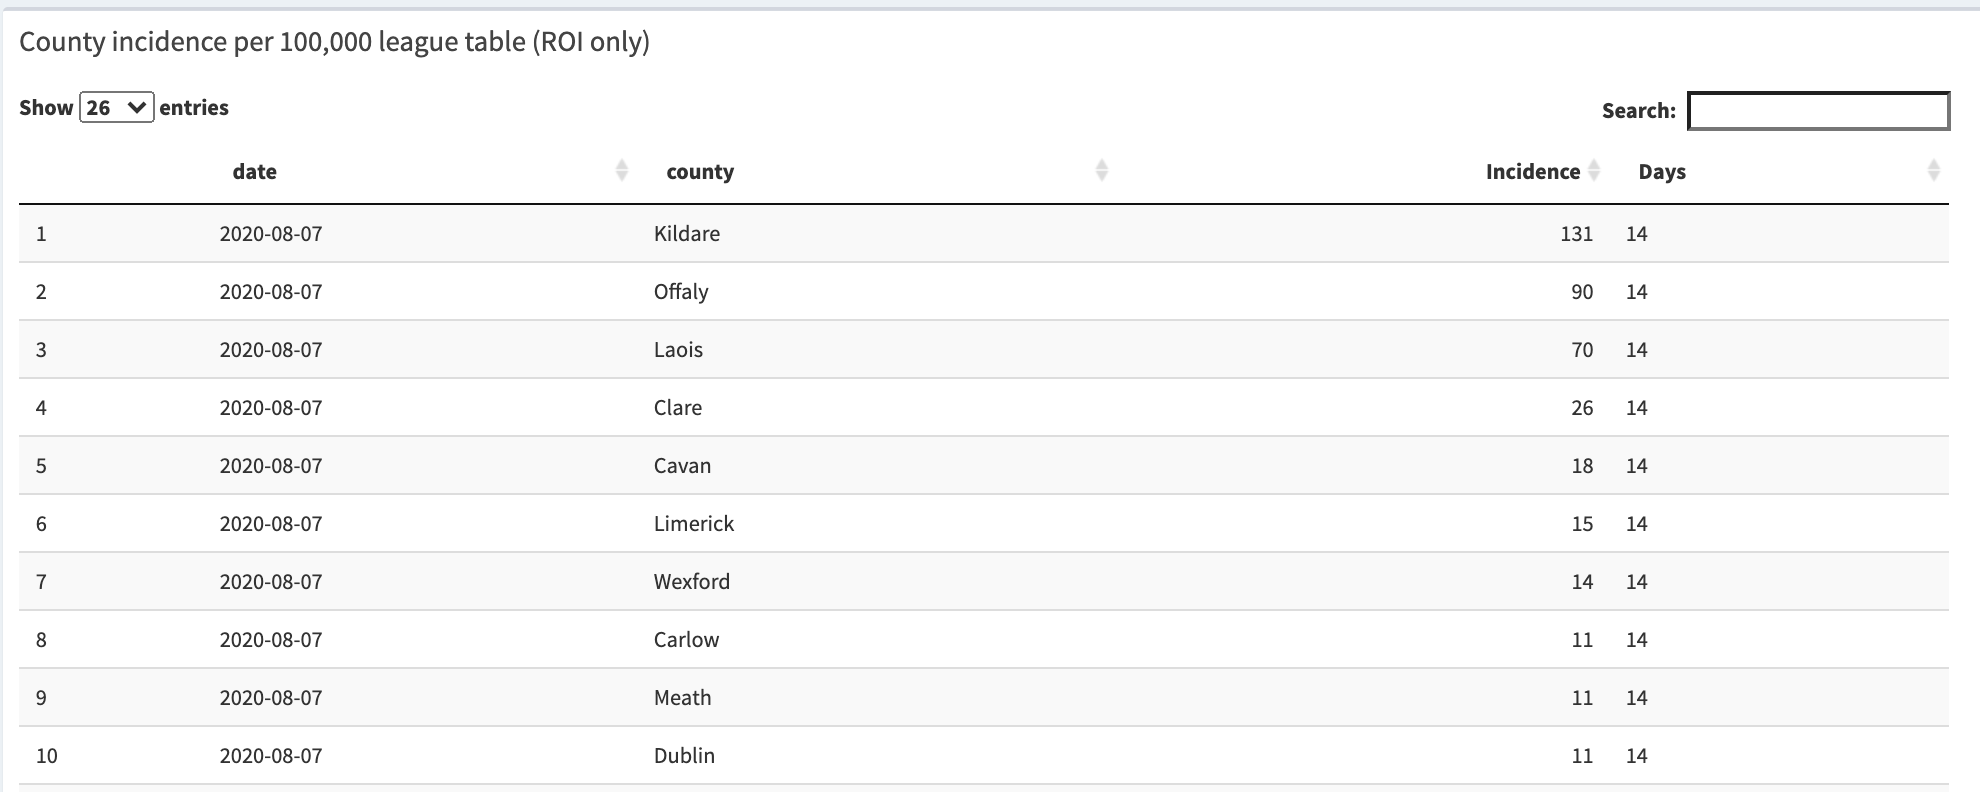 County incidence per 100,000 league table (ROI only)
Show 26 entries Search:
date county Incidence Days
1 2020-08-07 Kildare 131 14
2 2020-08-07 Offaly 90 14
3 2020-08-07 Laois 70 14
4 2020-08-07 Clare 26 14
5 2020-08-07 Cavan 18 14
6 2020-08-07 Limerick 15 14
7 2020-08-07 Wexford 14 14
8 2020-08-07 Carlow 11 14
9 2020-08-07 Meath 11 14
10 2020-08-07 Dublin 11 14